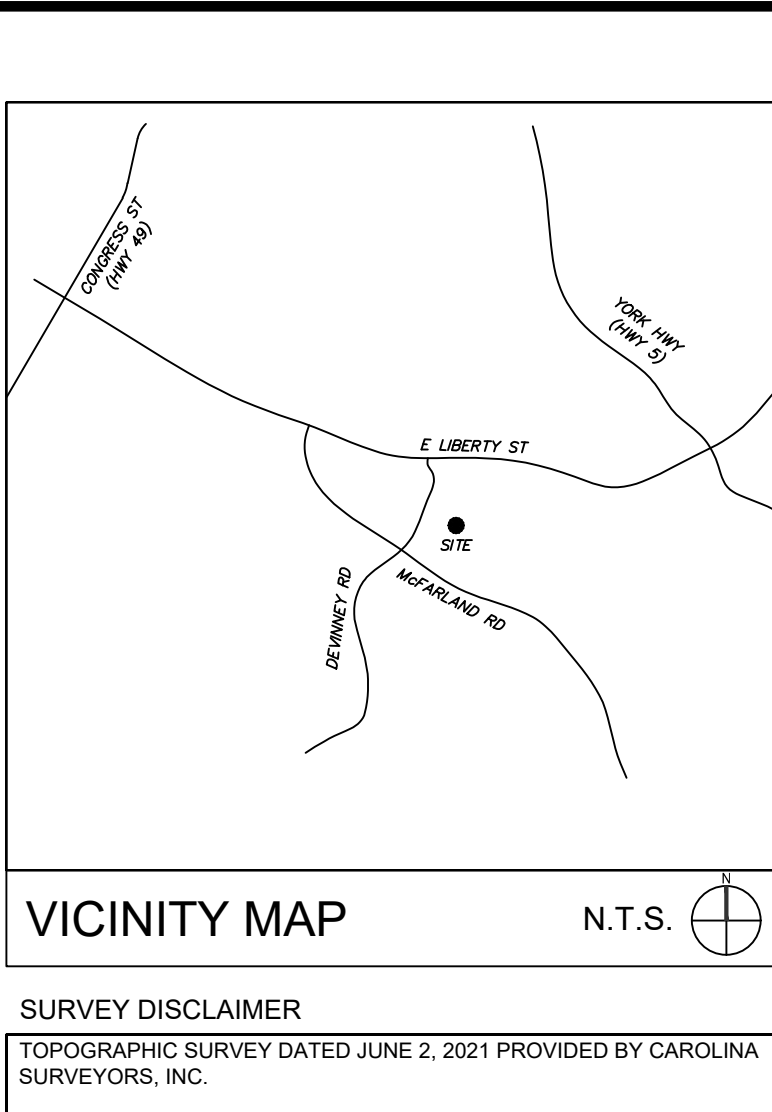 CONGRESS ST
(HWY 49)
YORK HWY
(HWY 5)
E LIBERTY ST
SITE
McFARLAND RD
DEVINNEY RD
VICINITY MAP
N.T.S.
N
SURVEY DISCLAIMER
TOPOGRAPHIC SURVEY DATED JUNE 2, 2021 PROVIDED BY CAROLINA
SURVEYORS, INC.